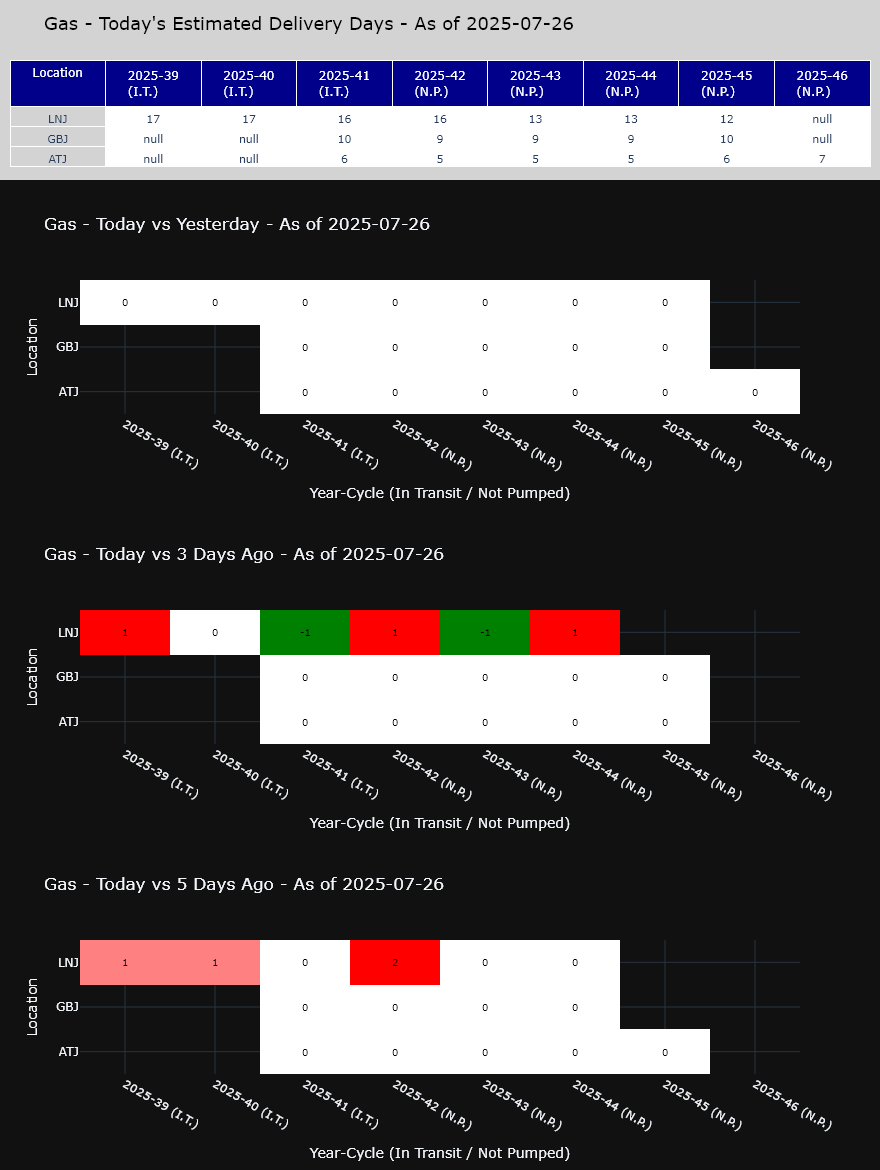 Gas - Today's Estimated Delivery Days - As of 2025-07-26
Location 2025-39 (I.T.) 2025-40 (I.T.) 2025-41 (I.T.) 2025-42 (N.P.) 2025-43 (N.P.) 2025-44 (N.P.) 2025-45 (N.P.) 2025-46 (N.P.)
LNJ 17 17 16 16 13 13 12 null
GBJ null null 10 9 9 9 10 null
ATJ null null 6 5 5 5 6 7
Gas - Today vs Yesterday - As of 2025-07-26
Location
LNJ 0 0 0 0 0 0 0
GBJ 0 0 0 0 0
ATJ 0 0 0 0 0 0
2025-39 (I.T.) 2025-40 (I.T.) 2025-41 (I.T.) 2025-42 (N.P.) 2025-43 (N.P.) 2025-44 (N.P.) 2025-45 (N.P.) 2025-46 (N.P.)
Year-Cycle (In Transit / Not Pumped)
Gas - Today vs 3 Days Ago - As of 2025-07-26
Location
LNJ 1 0 -1 1 -1 1
GBJ 0 0 0 0 0
ATJ 0 0 0 0 0
2025-39 (I.T.) 2025-40 (I.T.) 2025-41 (I.T.) 2025-42 (N.P.) 2025-43 (N.P.) 2025-44 (N.P.) 2025-45 (N.P.) 2025-46 (N.P.)
Year-Cycle (In Transit / Not Pumped)
Gas - Today vs 5 Days Ago - As of 2025-07-26
Location
LNJ 1 1 0 2 0 0
GBJ 0 0 0 0
ATJ 0 0 0 0 0
2025-39 (I.T.) 2025-40 (I.T.) 2025-41 (I.T.) 2025-42 (N.P.) 2025-43 (N.P.) 2025-44 (N.P.) 2025-45 (N.P.) 2025-46 (N.P.)
Year-Cycle (In Transit / Not Pumped)